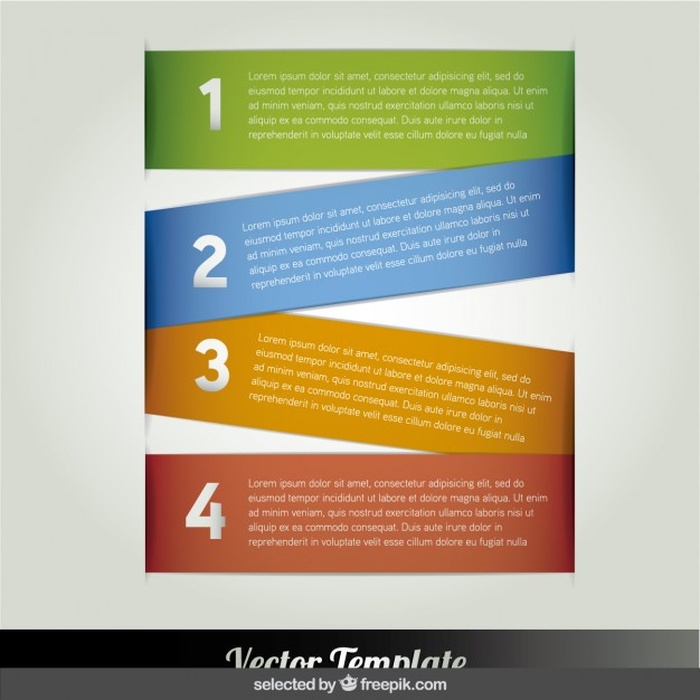 1
Lorem ipsum dolor sit amet, consectetur adipiscing elit, sed do
eiusmod tempor incididunt ut labore et dolore magna aliqua. Ut enim
ad minim veniam, quis nostrud exercitation ullamco laboris nisi ut
aliquip ex ea commodo consequat. Duis aute irure dolor in
reprehenderit in voluptate velit cillum dolore eu fugiat nulla
2
Lorem ipsum dolor sit amet, consectetur adipiscing elit, sed do
eiusmod tempor incididunt ut labore et dolore magna aliqua. Ut enim
ad minim veniam, quis nostrud exercitation ullamco laboris nisi ut
aliquip ex ea commodo consequat. Duis aute irure dolor in
reprehenderit in voluptate velit cillum dolore eu fugiat nulla
3
Lorem ipsum dolor sit amet, consectetur adipiscing elit, sed do
eiusmod tempor incididunt ut labore et dolore magna aliqua. Ut enim
ad minim veniam, quis nostrud exercitation ullamco laboris nisi ut
aliquip ex ea commodo consequat. Duis aute irure dolor in
reprehenderit in voluptate velit cillum dolore eu fugiat nulla
4
Lorem ipsum dolor sit amet, consectetur adipiscing elit, sed do
eiusmod tempor incididunt ut labore et dolore magna aliqua. Ut enim
ad minim veniam, quis nostrud exercitation ullamco laboris nisi ut
aliquip ex ea commodo consequat. Duis aute irure dolor in
reprehenderit in voluptate velit cillum dolore eu fugiat nulla
Vector Template
selected by freepik.com